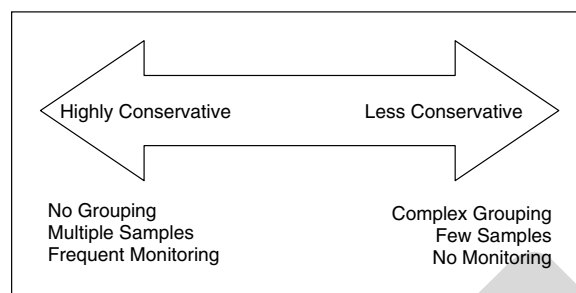 Highly Conservative
Less Conservative
No Grouping
Multiple Samples
Frequent Monitoring
Complex Grouping
Few Samples
No Monitoring